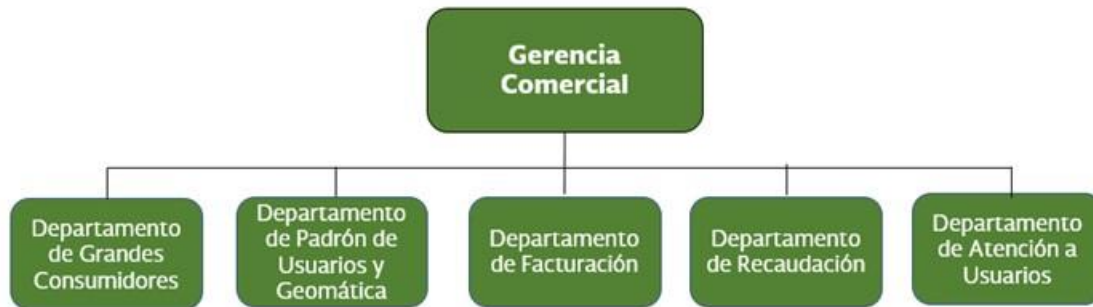 Gerencia
Comercial
Departamento
de Grandes
Consumidores
Departamento
de Padrón de
Usuarios y
Geomática
Departamento
de Facturación
Departamento
de Recaudación
Departamento
de Atención a
Usuarios